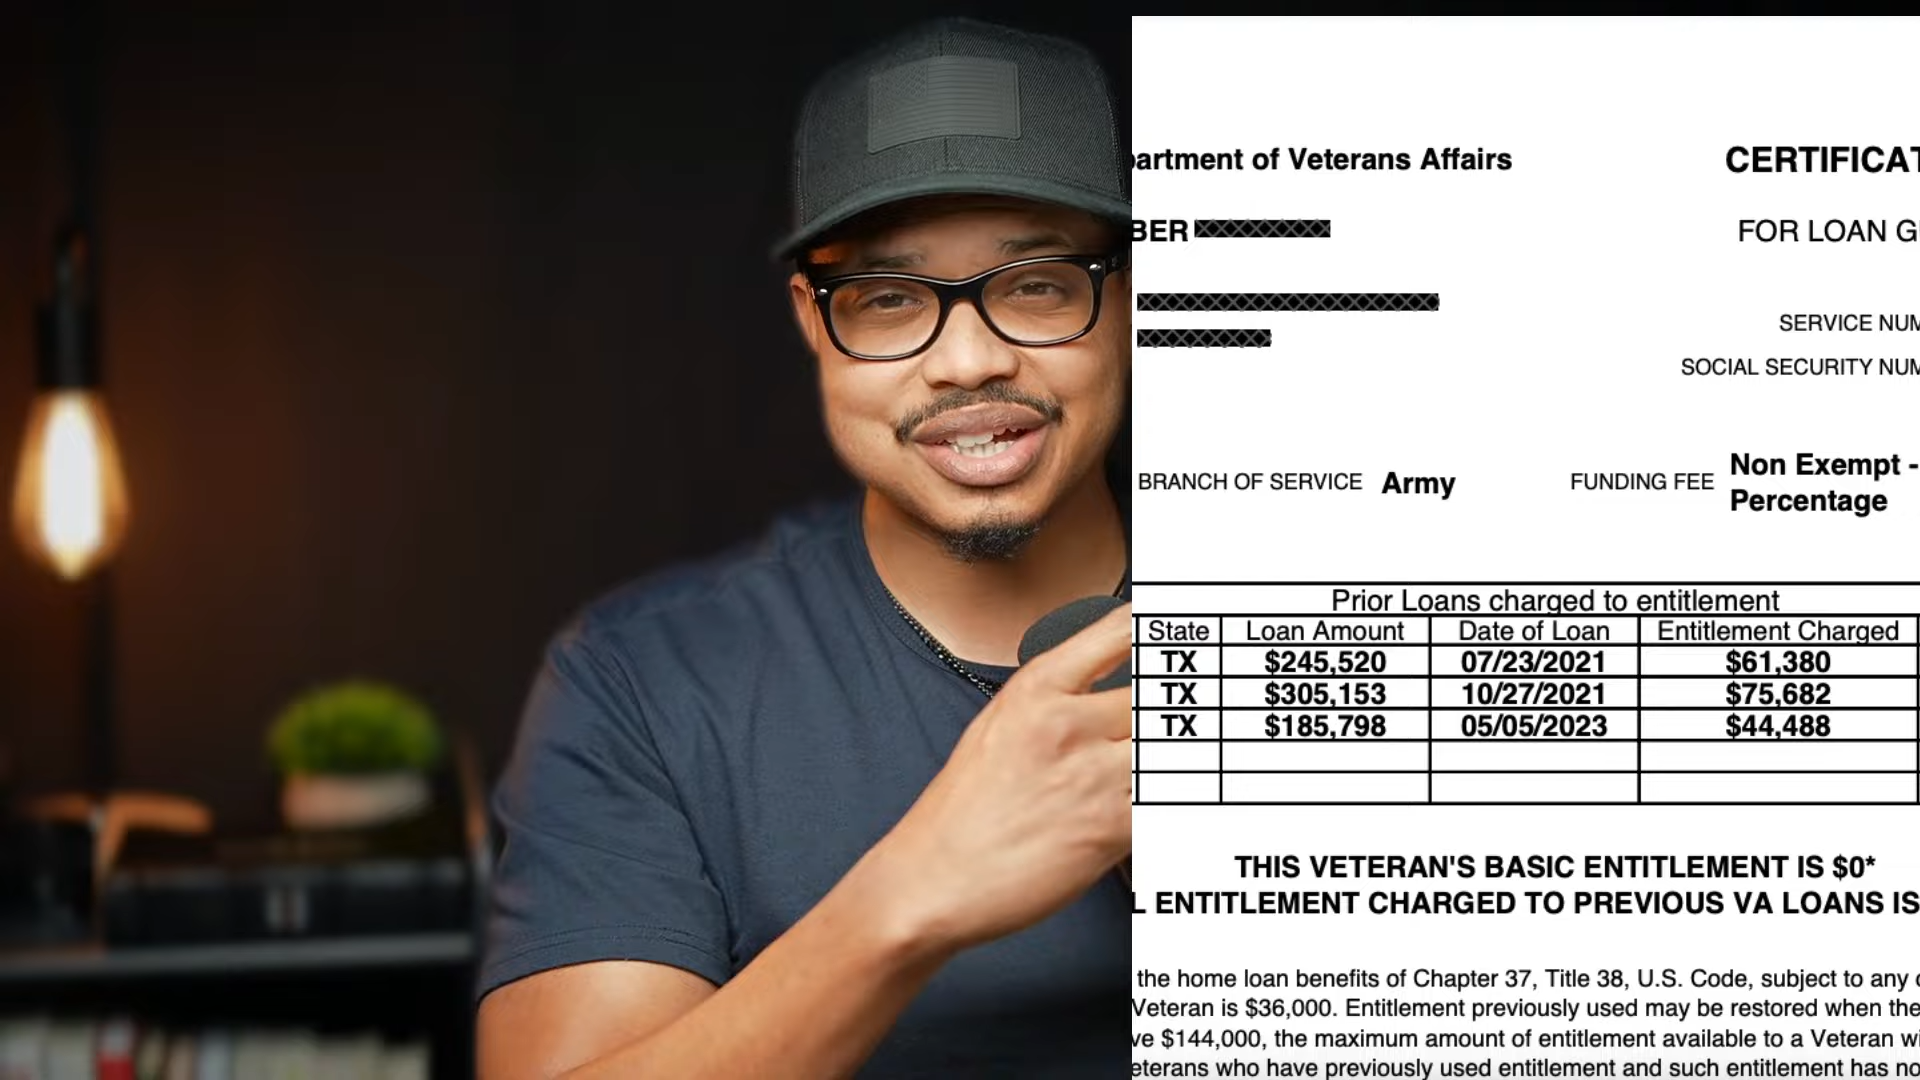 partment of Veterans Affairs
CERTIFICAT
BER
FOR LOAN G
SERVICE NUM
SOCIAL SECURITY NUM
BRANCH OF SERVICE Army
FUNDING FEE Non Exempt -
Percentage
Prior Loans charged to entitlement
State Loan Amount Date of Loan Entitlement Charged
TX $245,520 07/23/2021 $61,380
TX $305,153 10/27/2021 $75,682
TX $185,798 05/05/2023 $44,488
THIS VETERAN'S BASIC ENTITLEMENT IS $0*
L ENTITLEMENT CHARGED TO PREVIOUS VA LOANS IS
the home loan benefits of Chapter 37, Title 38, U.S. Code, subject to any
Veteran is $36,000. Entitlement previously used may be restored when the
ve $144,000, the maximum amount of entitlement available to a Veteran wi
eterans who have previously used entitlement and such entitlement has no